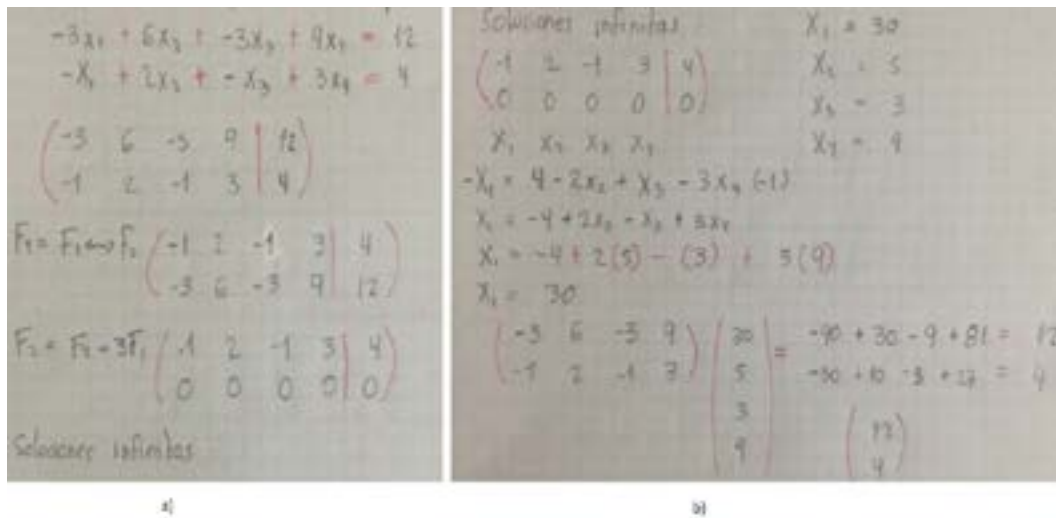 -3x₁ + 6x₂ + -3x₃ + 9x₄ = 12
-x₁ + 2x₂ + -x₃ + 3x₄ = 4
-3 6 -3 9 | 12
-1 2 -1 3 | 4
F₁ = F₁ ↔ F₂ -1 2 -1 3 | 4
-3 6 -3 9 | 12
F₂ = F₂ - 3F₁ -1 2 -1 3 | 4
0 0 0 0 | 0
Soluciones infinitas
a)
Soluciones infinitas
-1 2 -1 3 | 4
0 0 0 0 | 0
x₁ x₂ x₃ x₄
x₁ = 30
x₂ = 5
x₃ = 3
x₄ = 9
-x₁ = 4 - 2x₂ + x₃ - 3x₄ (-1)
x₁ = -4 + 2x₂ - x₃ + 3x₄
x₁ = -4 + 2(5) - (3) + 3(9)
x₁ = 30
-3 6 -3 9 | 30 | = -90 + 30 - 9 + 81 = 12
-1 2 -1 3 | 5 | -30 + 10 - 3 + 27 = 4
3
9
12
4
b)